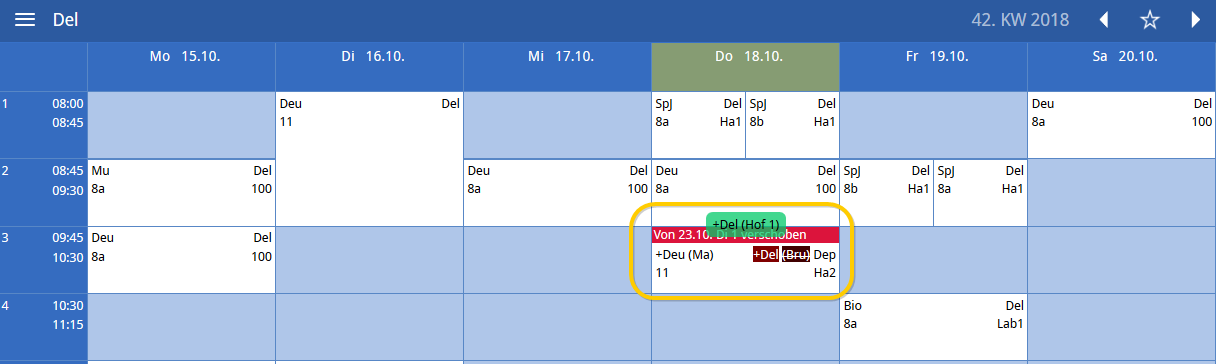 Del 42. KW 2018
Mo 15.10. Di 16.10. Mi 17.10. Do 18.10. Fr 19.10. Sa 20.10.
1 08:00 Deu Del SpJ Del SpJ Del Deu Del
08:45 11 8a Ha1 8b Ha1 8a 100
2 08:45 Mu Del Deu Del Deu Del SpJ Del SpJ Del
09:30 8a 100 8a 100 8a 100 8b Ha1 8a Ha1
+Del (Hof 1)
Von 23.10. Di 1 verschoben
3 09:45 Deu Del +Deu (Ma) +Del (Bru) Dep
10:30 8a 100 11 Ha2
4 10:30 Bio Del
11:15 8a Lab1